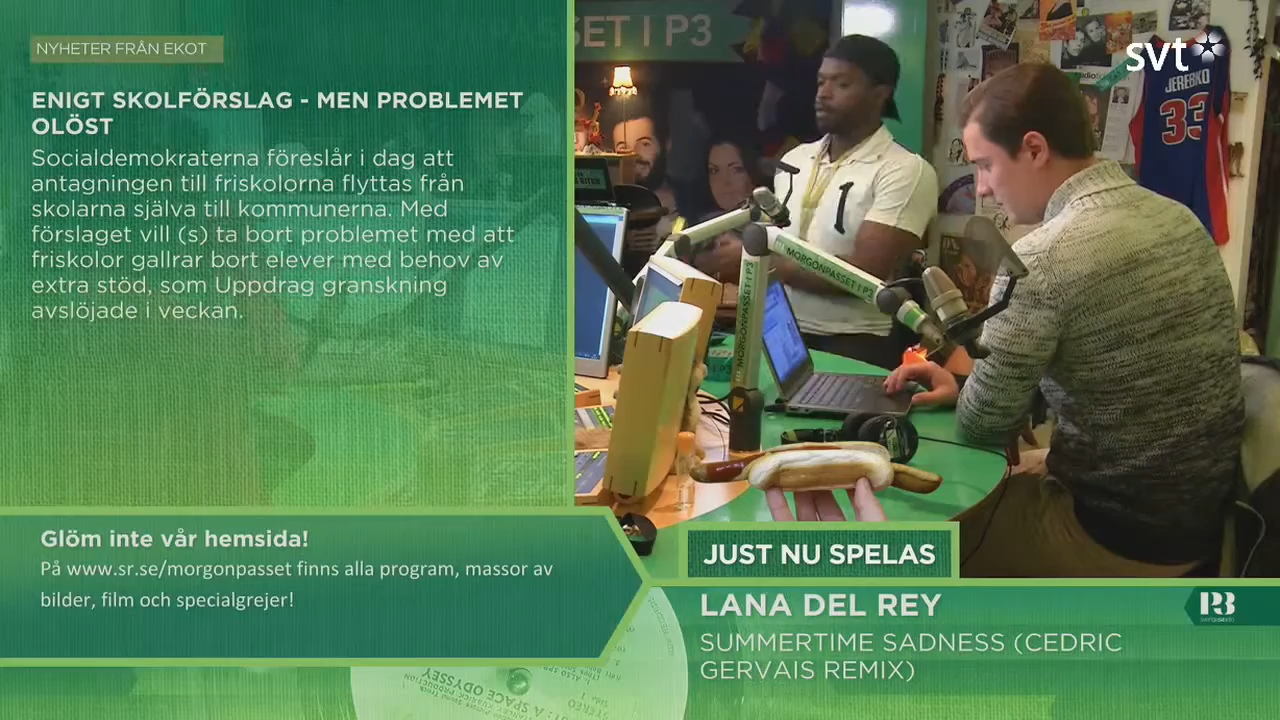 NYHETER FRÅN EKOT
ENIGT SKOLFÖRSLAG - MEN PROBLEMET
OLÖST
Socialdemokraterna föreslår i dag att
antagningen till friskolorna flyttas från
skolarna själva till kommunerna. Med
förslaget vill (s) ta bort problemet med att
friskolor gallrar bort elever med behov av
extra stöd, som Uppdrag granskning
avslöjade i veckan.
SET I P3
svt
JEREBKO
33
1
MORGONPASSET I P3
MORGONPASSET I P3
Glöm inte vår hemsida!
På www.sr.se/morgonpasset finns alla program, massor av
bilder, film och specialgrejer!
JUST NU SPELAS
LANA DEL REY
SUMMERTIME SADNESS (CEDRIC
GERVAIS REMIX)
P3
A SPACE ODYSSEY
STEREO